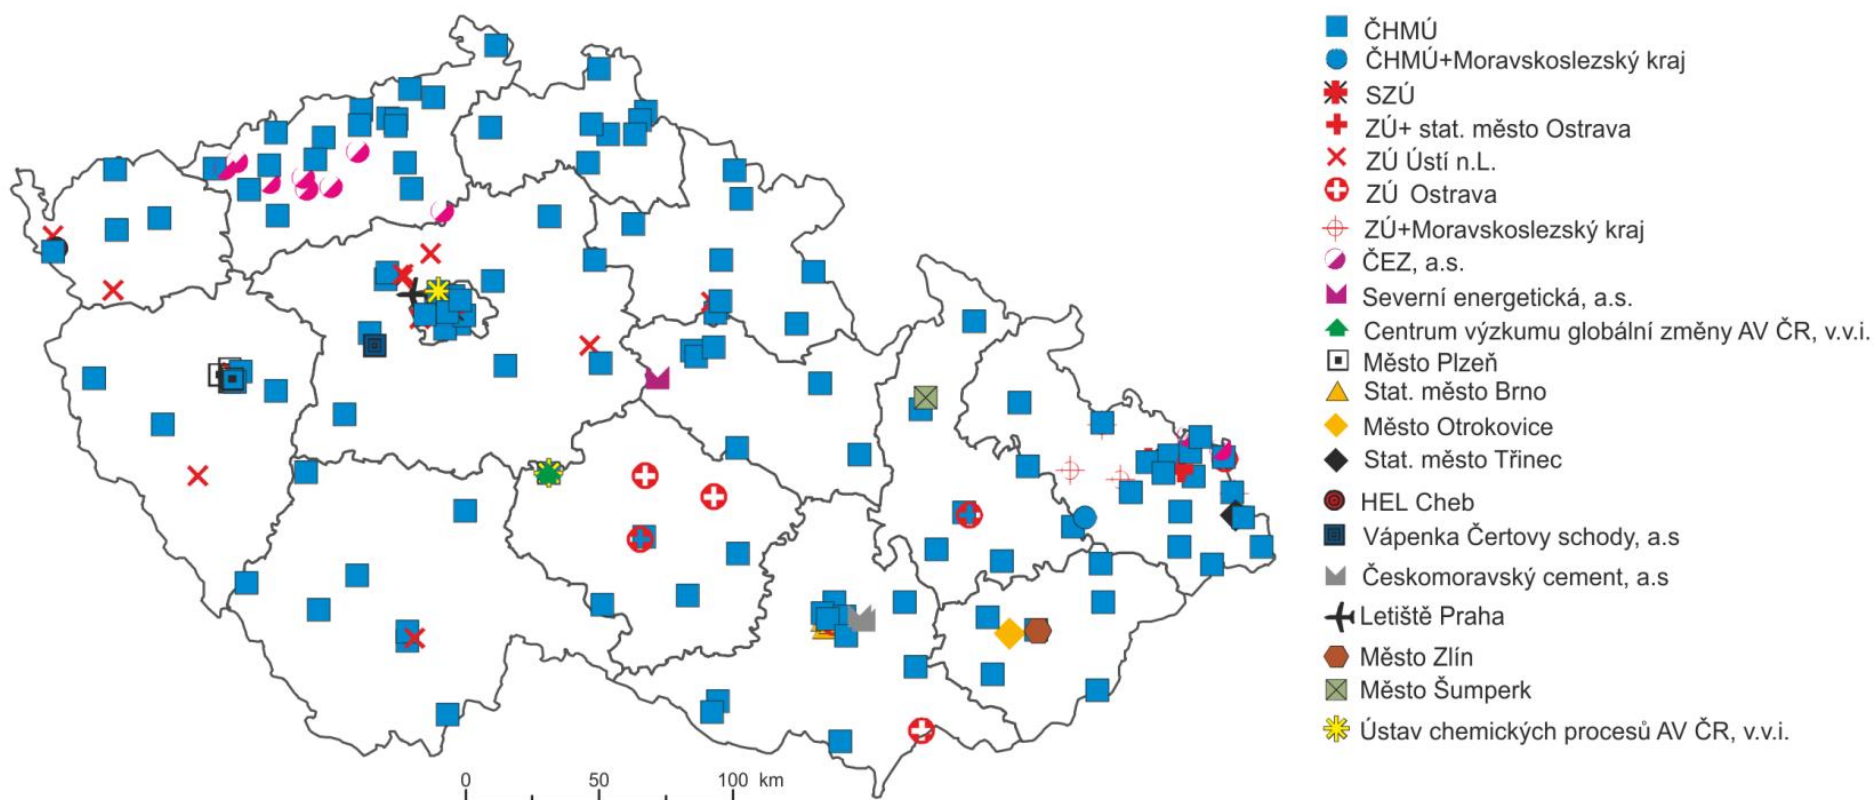 ČHMÚ
ČHMÚ+Moravskoslezský kraj
SZÚ
ZÚ+ stat. město Ostrava
ZÚ Ústí n.L.
ZÚ Ostrava
ZÚ+Moravskoslezský kraj
ČEZ, a.s.
Severní energetická, a.s.
Centrum výzkumu globální změny AV ČR, v.v.i.
Město Plzeň
Stat. město Brno
Město Otrokovice
Stat. město Třinec
HEL Cheb
Vápenka Čertovy schody, a.s
Českomoravský cement, a.s
Letiště Praha
Město Zlín
Město Šumperk
Ústav chemických procesů AV ČR, v.v.i.
0 50 100 km